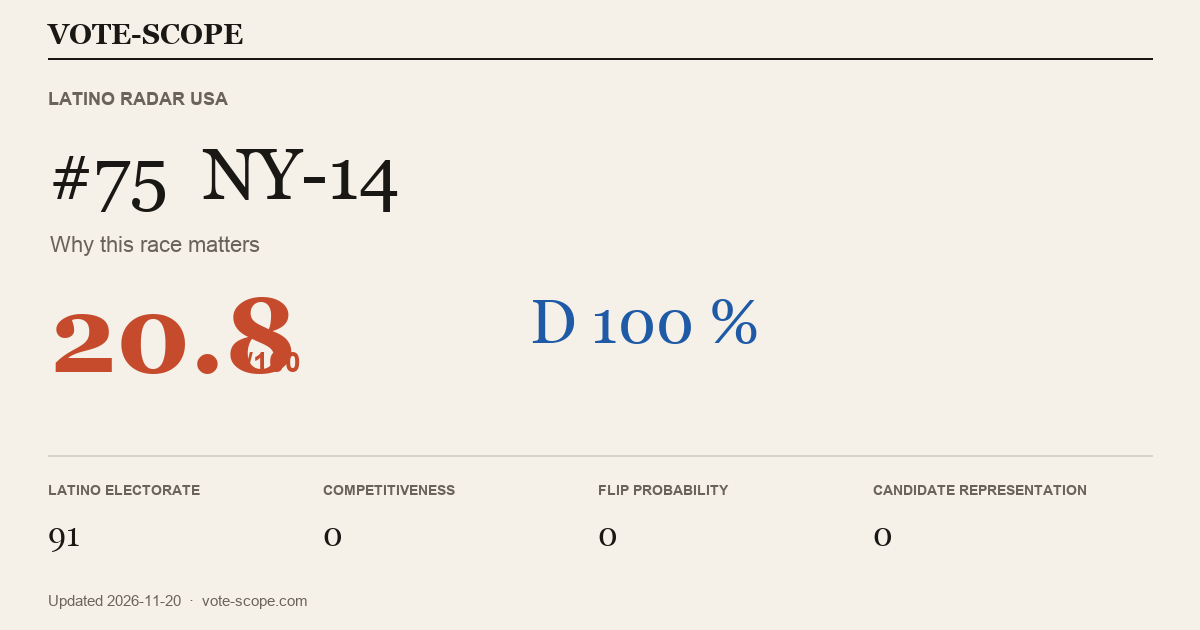 VOTE-SCOPE
LATINO RADAR USA
#75 NY-14
Why this race matters
20.8 /100 D 100 %
LATINO ELECTORATE COMPETITIVENESS FLIP PROBABILITY CANDIDATE REPRESENTATION
91 0 0 0
Updated 2026-11-20 · vote-scope.com